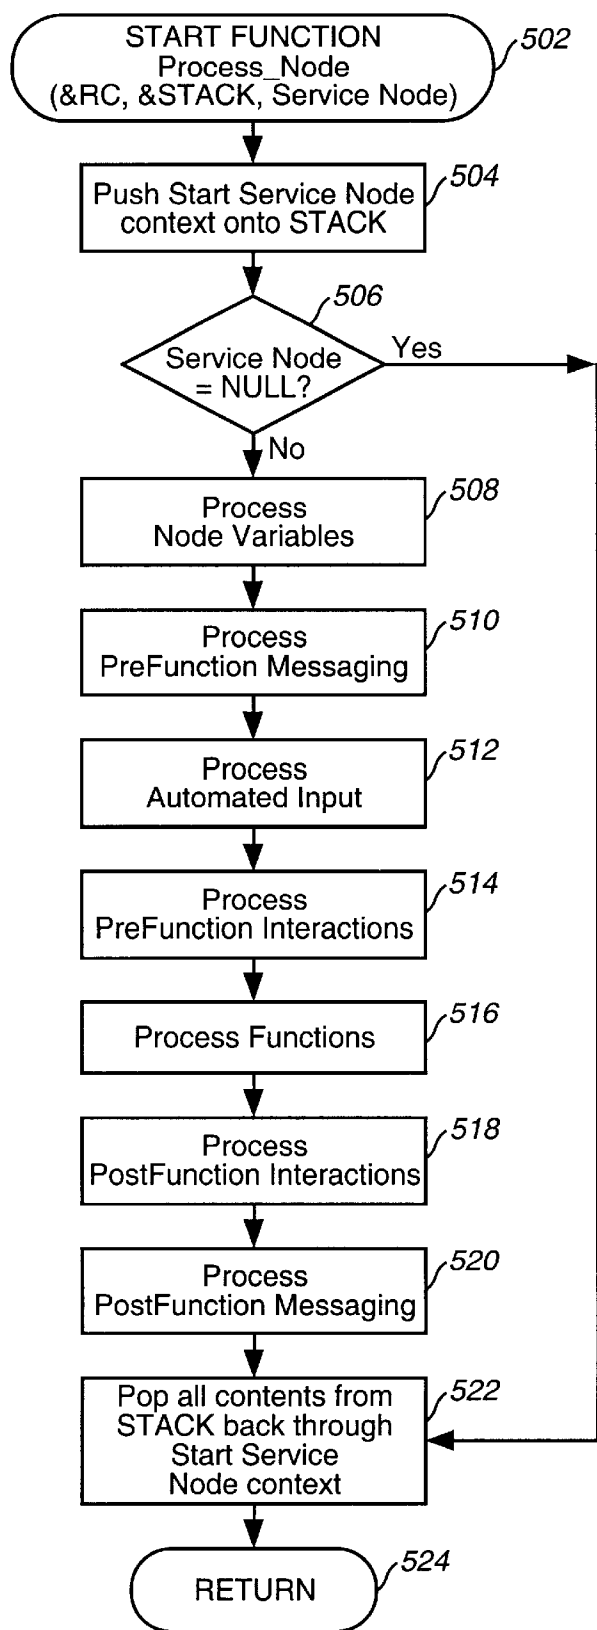 START FUNCTION
Process_Node
(&RC, &STACK, Service Node)
502
Push Start Service Node
context onto STACK
504
506
Service Node
= NULL?
Yes
No
Process
Node Variables
508
Process
PreFunction Messaging
510
Process
Automated Input
512
Process
PreFunction Interactions
514
Process Functions
516
Process
PostFunction Interactions
518
Process
PostFunction Messaging
520
Pop all contents from
STACK back through
Start Service
Node context
522
RETURN
524